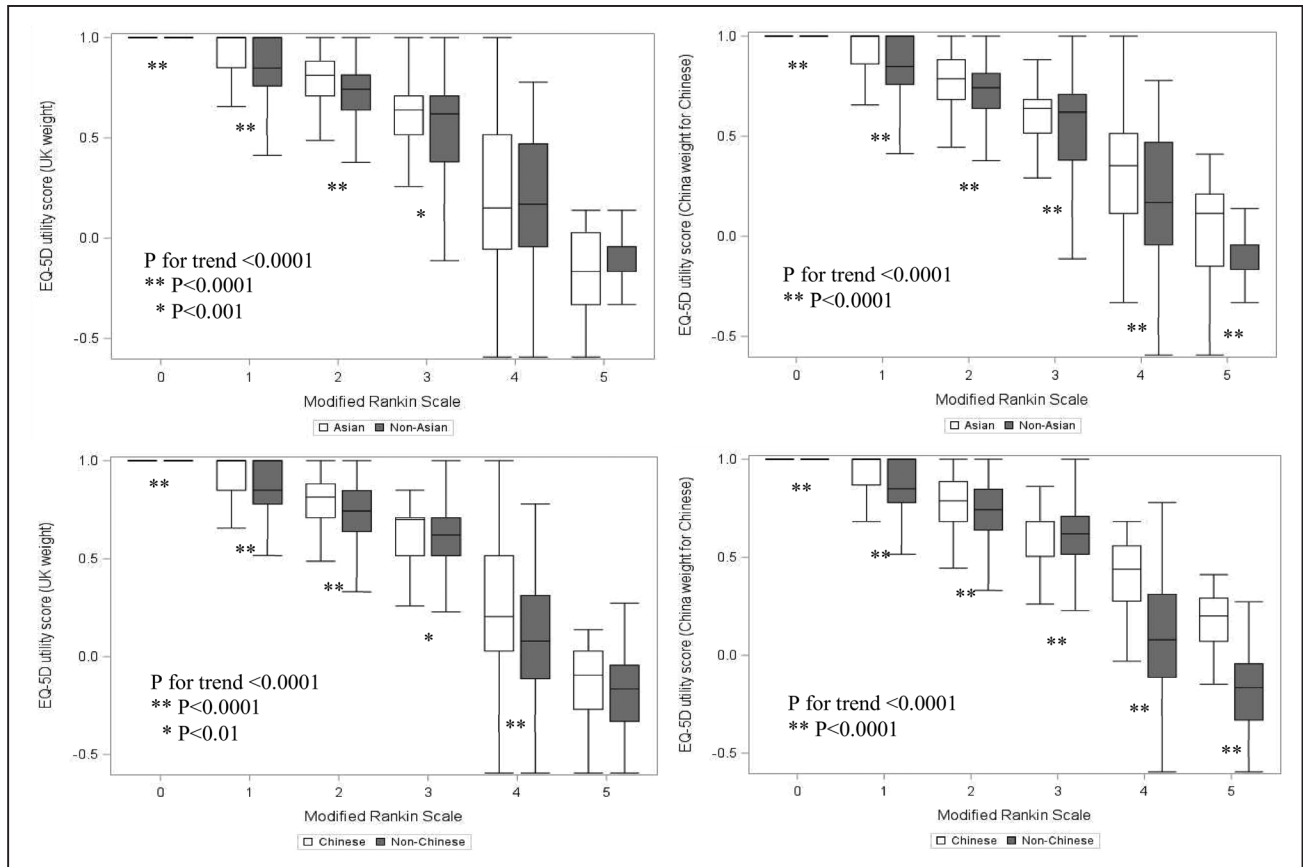 EQ-5D utility score (UK weight)
1.0
0.5
0.0
-0.5
**
**
**
*
P for trend <0.0001
** P<0.0001
* P<0.001
0 1 2 3 4 5
Modified Rankin Scale
Asian Non-Asian
EQ-5D utility score (China weight for Chinese)
1.0
0.5
0.0
-0.5
**
**
**
**
**
**
P for trend <0.0001
** P<0.0001
0 1 2 3 4 5
Modified Rankin Scale
Asian Non-Asian
EQ-5D utility score (UK weight)
1.0
0.5
0.0
-0.5
**
**
**
*
**
P for trend <0.0001
** P<0.0001
* P<0.01
0 1 2 3 4 5
Modified Rankin Scale
Chinese Non-Chinese
EQ-5D utility score (China weight for Chinese)
1.0
0.5
0.0
-0.5
**
**
**
**
**
**
P for trend <0.0001
** P<0.0001
0 1 2 3 4 5
Modified Rankin Scale
Chinese Non-Chinese